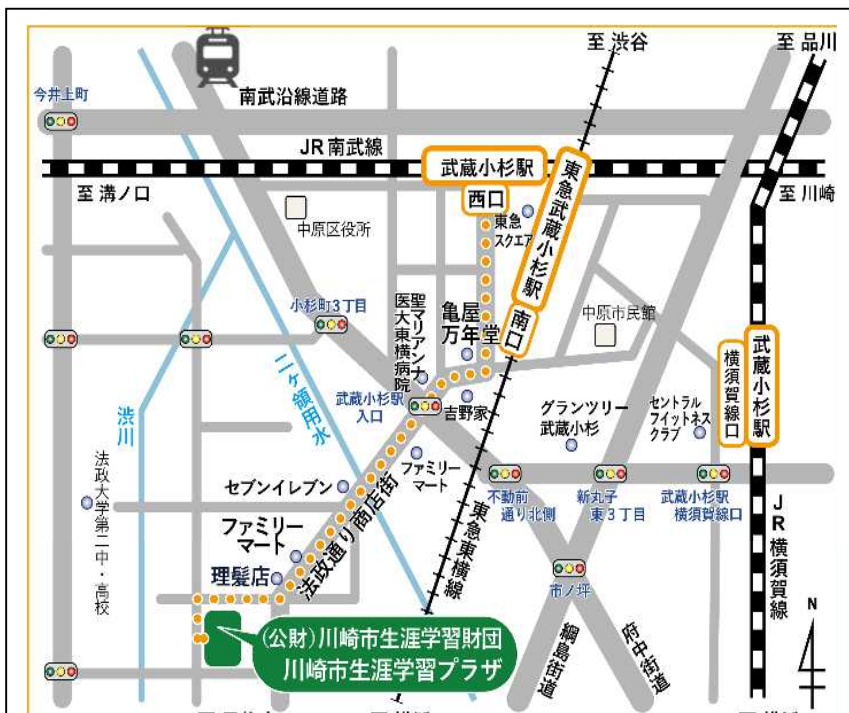 至 渋谷
至 品川
今井上町
南武沿線道路
JR南武線
武蔵小杉駅
西口
東急武蔵小杉駅
南口
至 溝ノ口
至 川崎
東急
スクエア
中原区役所
小杉町3丁目
聖マリアンナ
医大東横病院
亀屋
万年堂
中原市民館
二ヶ領用水
渋川
武蔵小杉駅
入口
吉野家
グランツリー
武蔵小杉
セントラル
フィットネス
クラブ
横須賀線口
武蔵小杉駅
法政大学第二中・高校
セブンイレブン
ファミリー
マート
不動前
通り北側
新丸子
東3丁目
武蔵小杉駅
横須賀線口
ファミリー
マート
理髪店
法政通り商店街
東急東横線
JR横須賀線
市ノ坪
N
(公財)川崎市生涯学習財団
川崎市生涯学習プラザ
綱島街道
府中街道